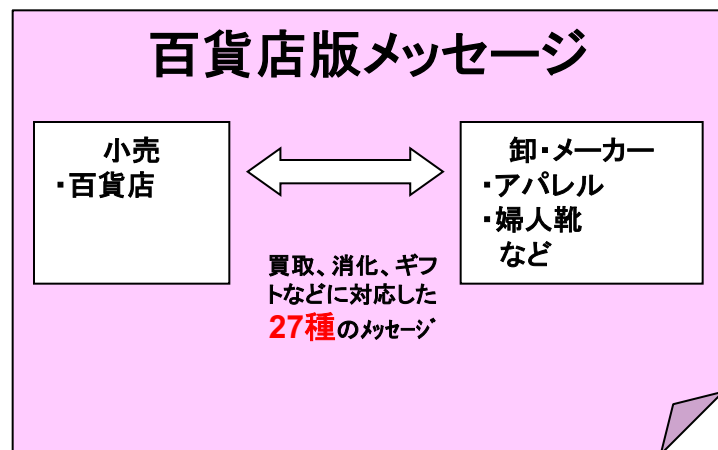 百貨店版メッセージ
小売
・百貨店
卸・メーカー
・アパレル
・婦人靴
など
買取、消化、ギフ
トなどに対応した
27種のメッセージ